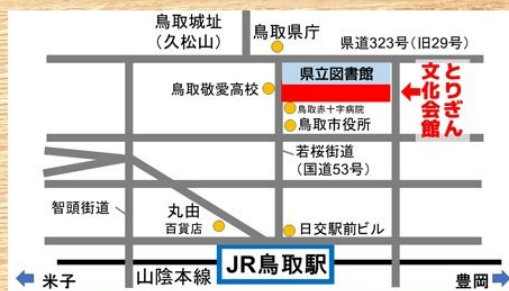 鳥取城址
(久松山)
鳥取県庁
県道323号(旧29号)
県立図書館
鳥取敬愛高校
とりぎん
文化会館
鳥取赤十字病院
鳥取市役所
若桜街道
(国道53号)
智頭街道
丸由
百貨店
日交駅前ビル
JR鳥取駅
米子
山陰本線
豊岡